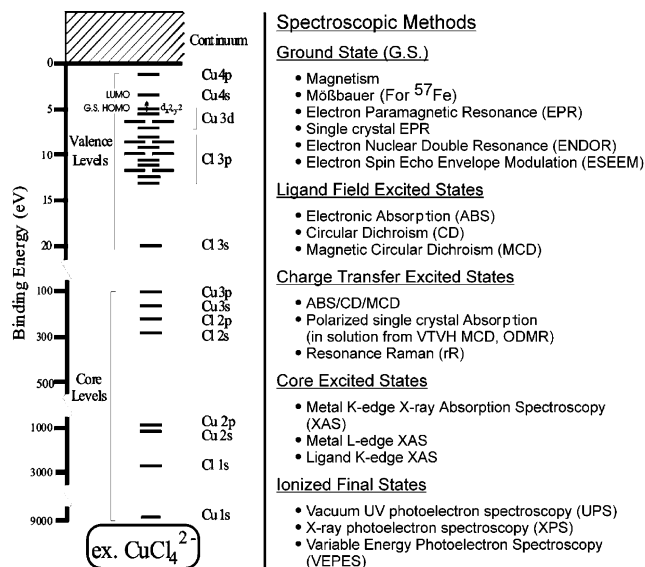 Continuum
0
Cu 4p
LUMO
Cu 4s
G.S. HOMO
d x2-y2
5
Cu 3d
Valence
Levels
10
Cl 3p
15
20
Cl 3s
Binding Energy (eV)
100
Cu 3p
Cu 3s
Cl 2p
300
Cl 2s
500
Core
Levels
1000
Cu 2p
Cu 2s
3000
Cl 1s
9000
Cu 1s
ex. CuCl₄²⁻
Spectroscopic Methods
Ground State (G.S.)
• Magnetism
• Mößbauer (For ⁵⁷Fe)
• Electron Paramagnetic Resonance (EPR)
• Single crystal EPR
• Electron Nuclear Double Resonance (ENDOR)
• Electron Spin Echo Envelope Modulation (ESEEM)
Ligand Field Excited States
• Electronic Absorption (ABS)
• Circular Dichroism (CD)
• Magnetic Circular Dichroism (MCD)
Charge Transfer Excited States
• ABS/CD/MCD
• Polarized single crystal Absorption
(in solution from VTVH MCD, ODMR)
• Resonance Raman (rR)
Core Excited States
• Metal K-edge X-ray Absorption Spectroscopy
(XAS)
• Metal L-edge XAS
• Ligand K-edge XAS
Ionized Final States
• Vacuum UV photoelectron spectroscopy (UPS)
• X-ray photoelectron spectroscopy (XPS)
• Variable Energy Photoelectron Spectroscopy
(VEPES)